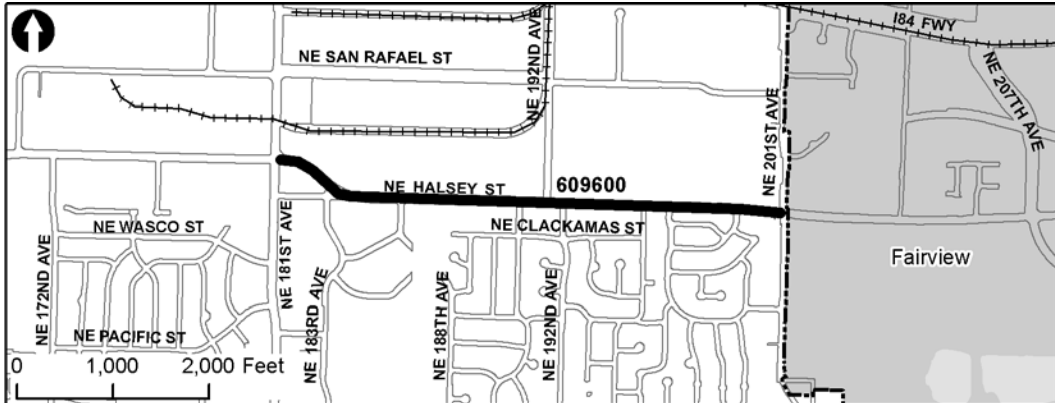 I84 FWY
NE SAN RAFAEL ST
NE 192ND AVE
NE 207TH AVE
NE 201ST AVE
NE HALSEY ST
609600
NE WASCO ST
NE CLACKAMAS ST
NE 172ND AVE
NE 181ST AVE
NE 183RD AVE
NE 188TH AVE
NE 192ND AVE
Fairview
NE PACIFIC ST
0 1,000 2,000 Feet